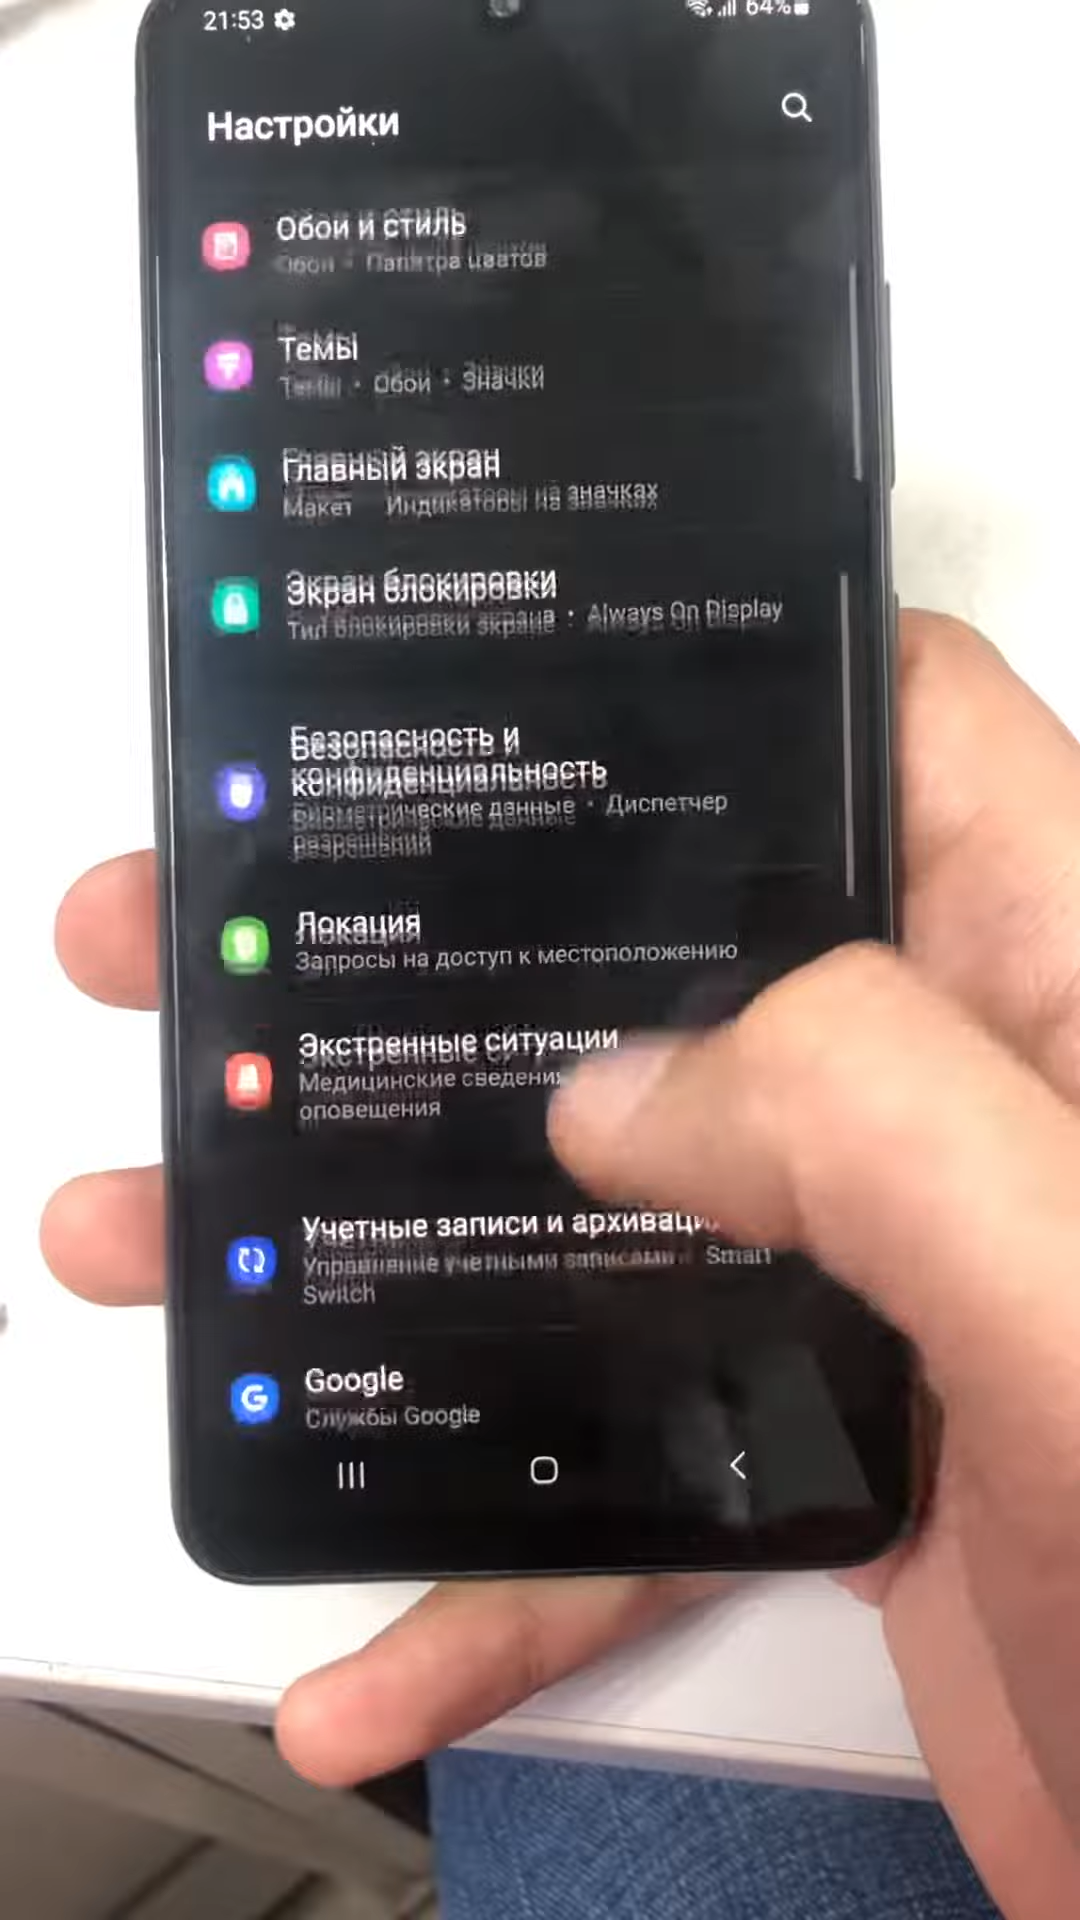 21:53
64%
Настройки
Обои и стиль
Обои • Палитра цветов
Темы
Темы • Обои • Значки
Главный экран
Макет Индикаторы на значках
Экран блокировки
Тип блокировки экрана • Always On Display
Безопасность и
конфиденциальность
Биометрические данные • Диспетчер
разрешений
Локация
Запросы на доступ к местоположению
Экстренные ситуации
Медицинские сведения
оповещения
Учетные записи и
Управление учетными записами Smart
Switch
Google
Службы Google